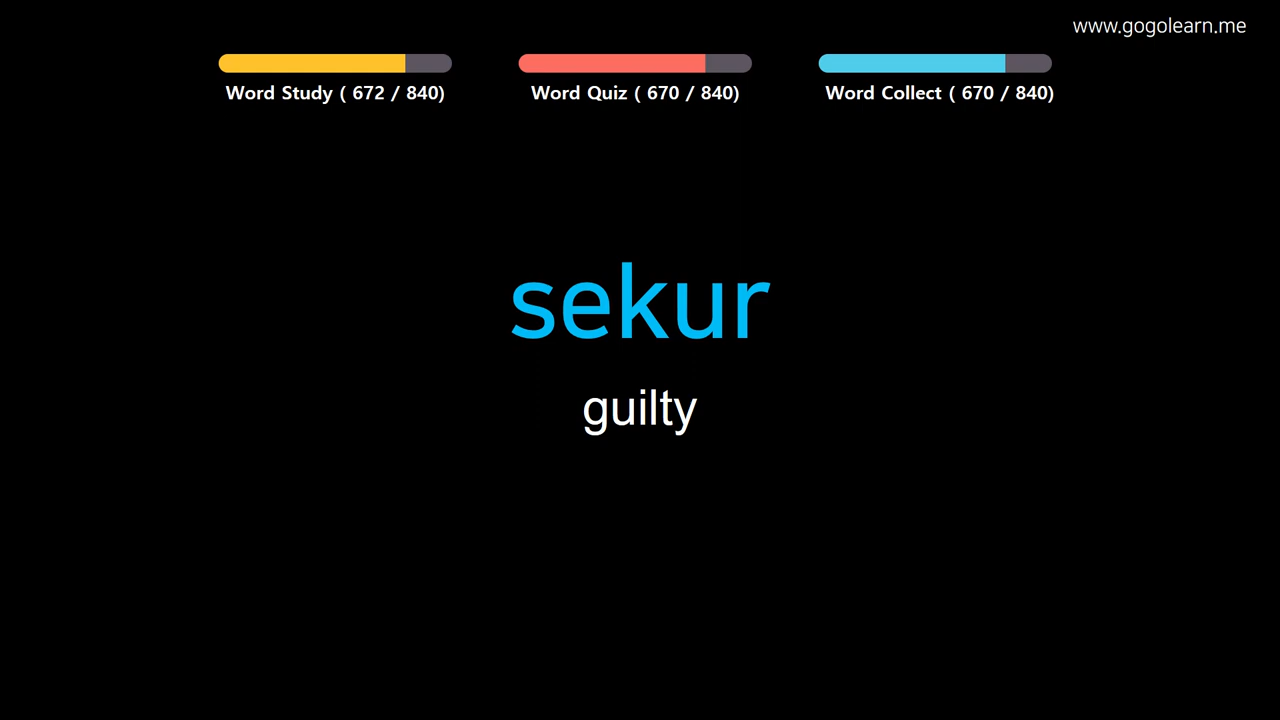 www.gogolearn.me
Word Study ( 672 / 840)
Word Quiz ( 670 / 840)
Word Collect ( 670 / 840)
sekur
guilty